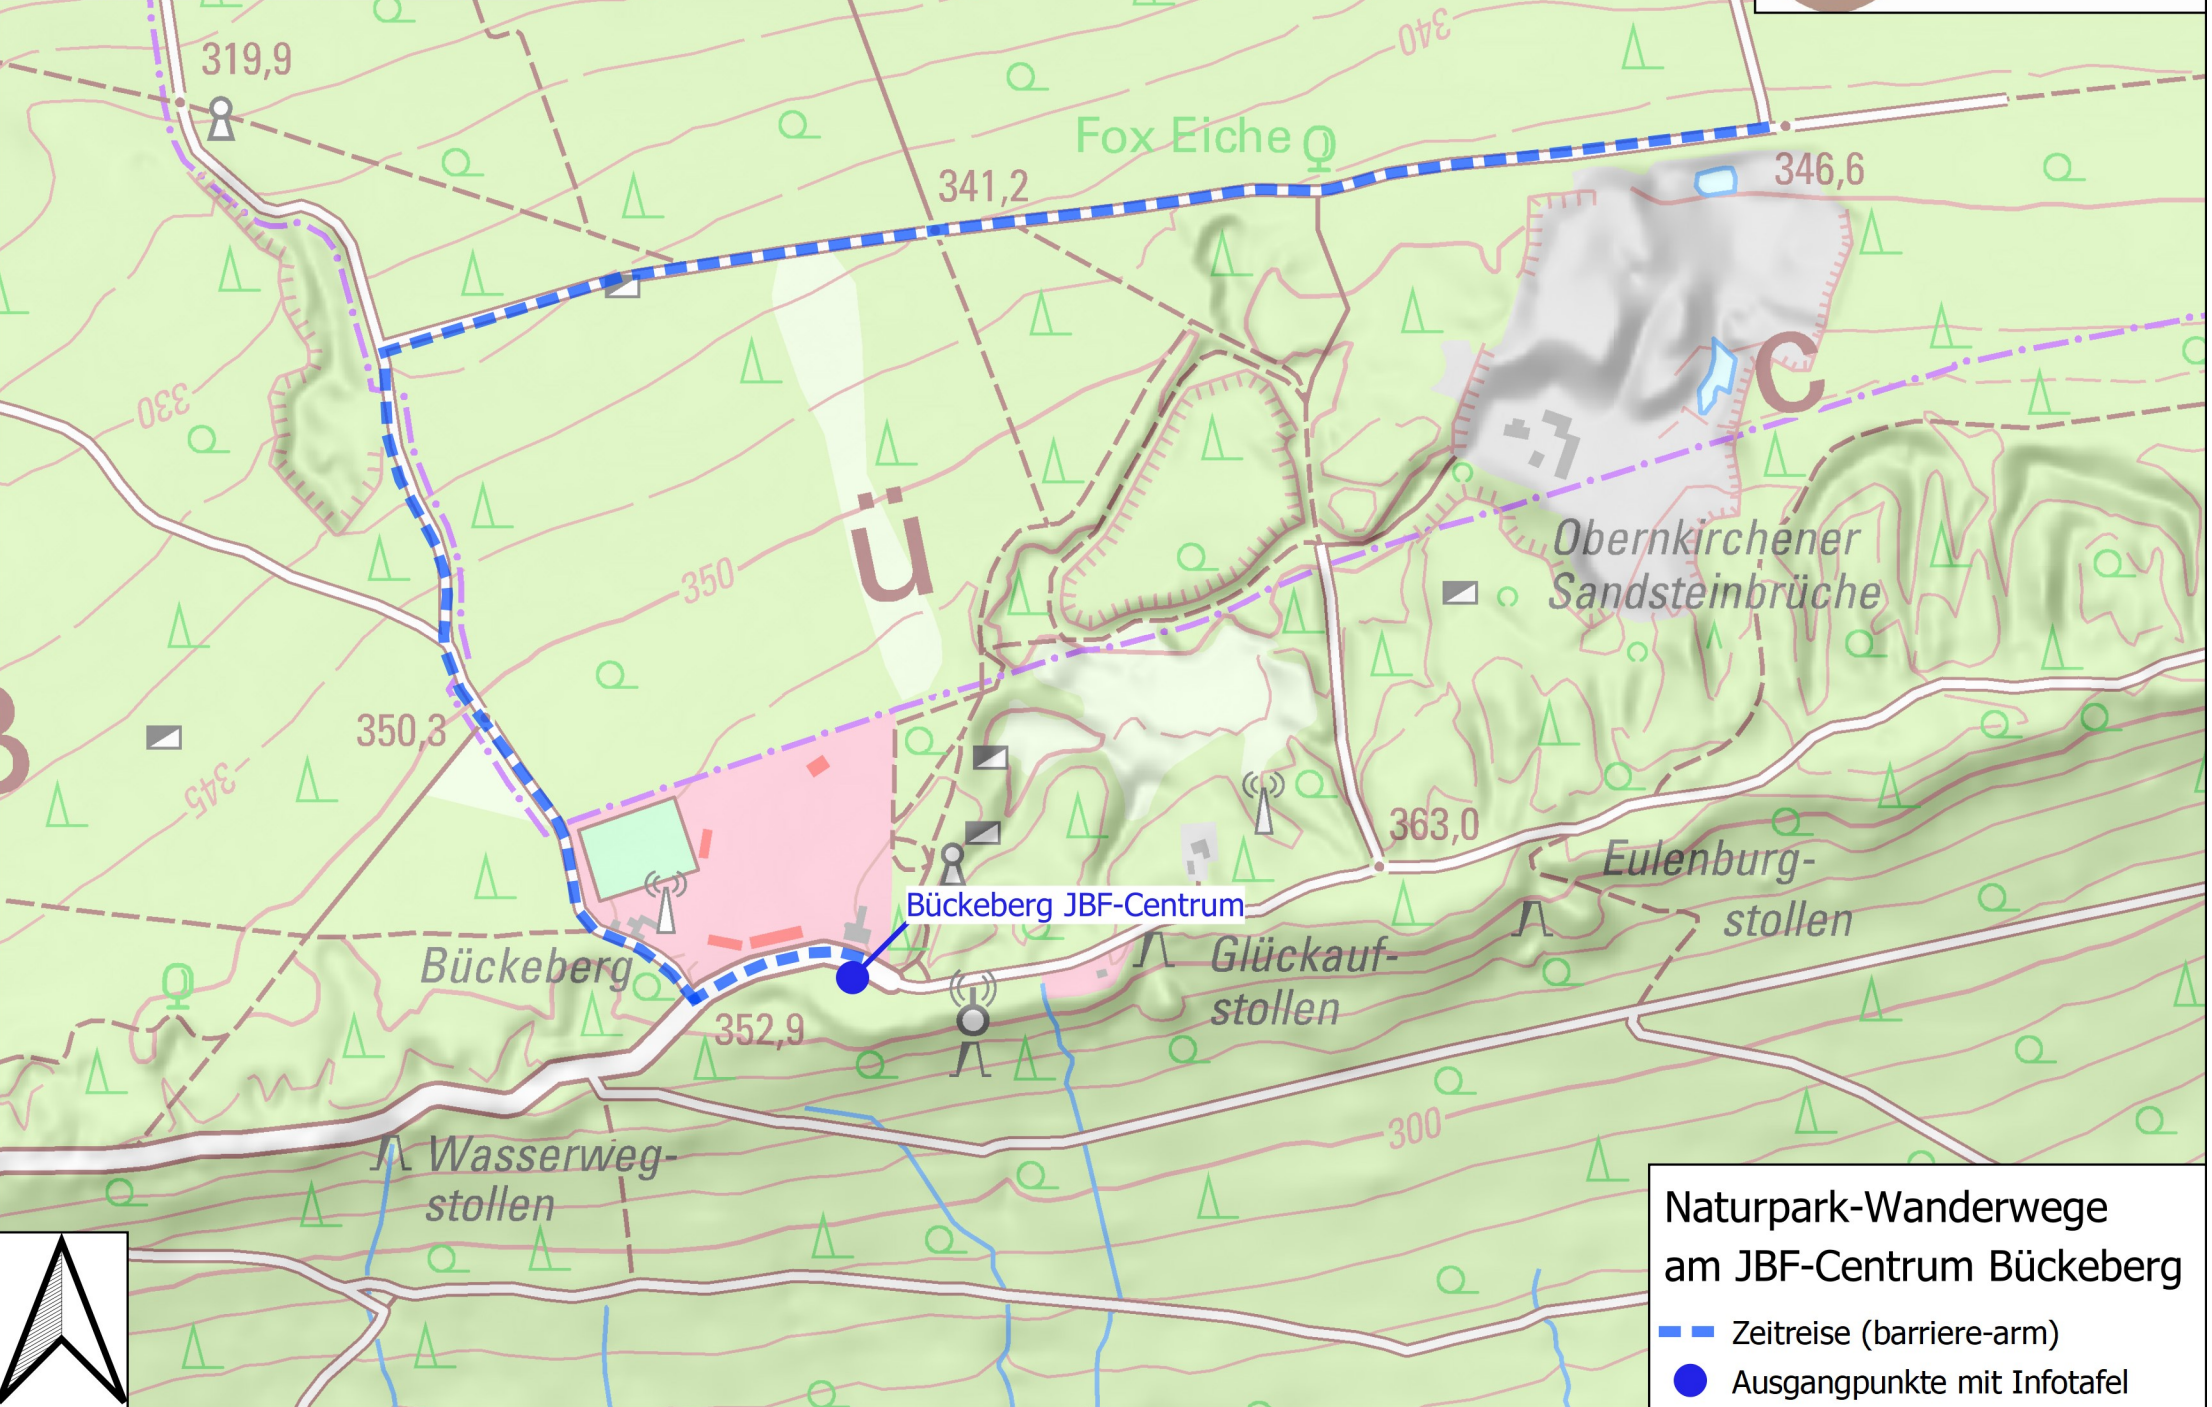 319,9
340
Fox Eiche
346,6
341,2
C
330
Ü
350
Obernkirchener
Sandsteinbrüche
350,3
345
B
363,0
Eulenburg-
stollen
Bückeberg JBF-Centrum
Bückeberg
Glückauf-
stollen
352,9
300
Wasserweg-
stollen
Naturpark-Wanderwege
am JBF-Centrum Bückeberg
Zeitreise (barriere-arm)
Ausgangpunkte mit Infotafel